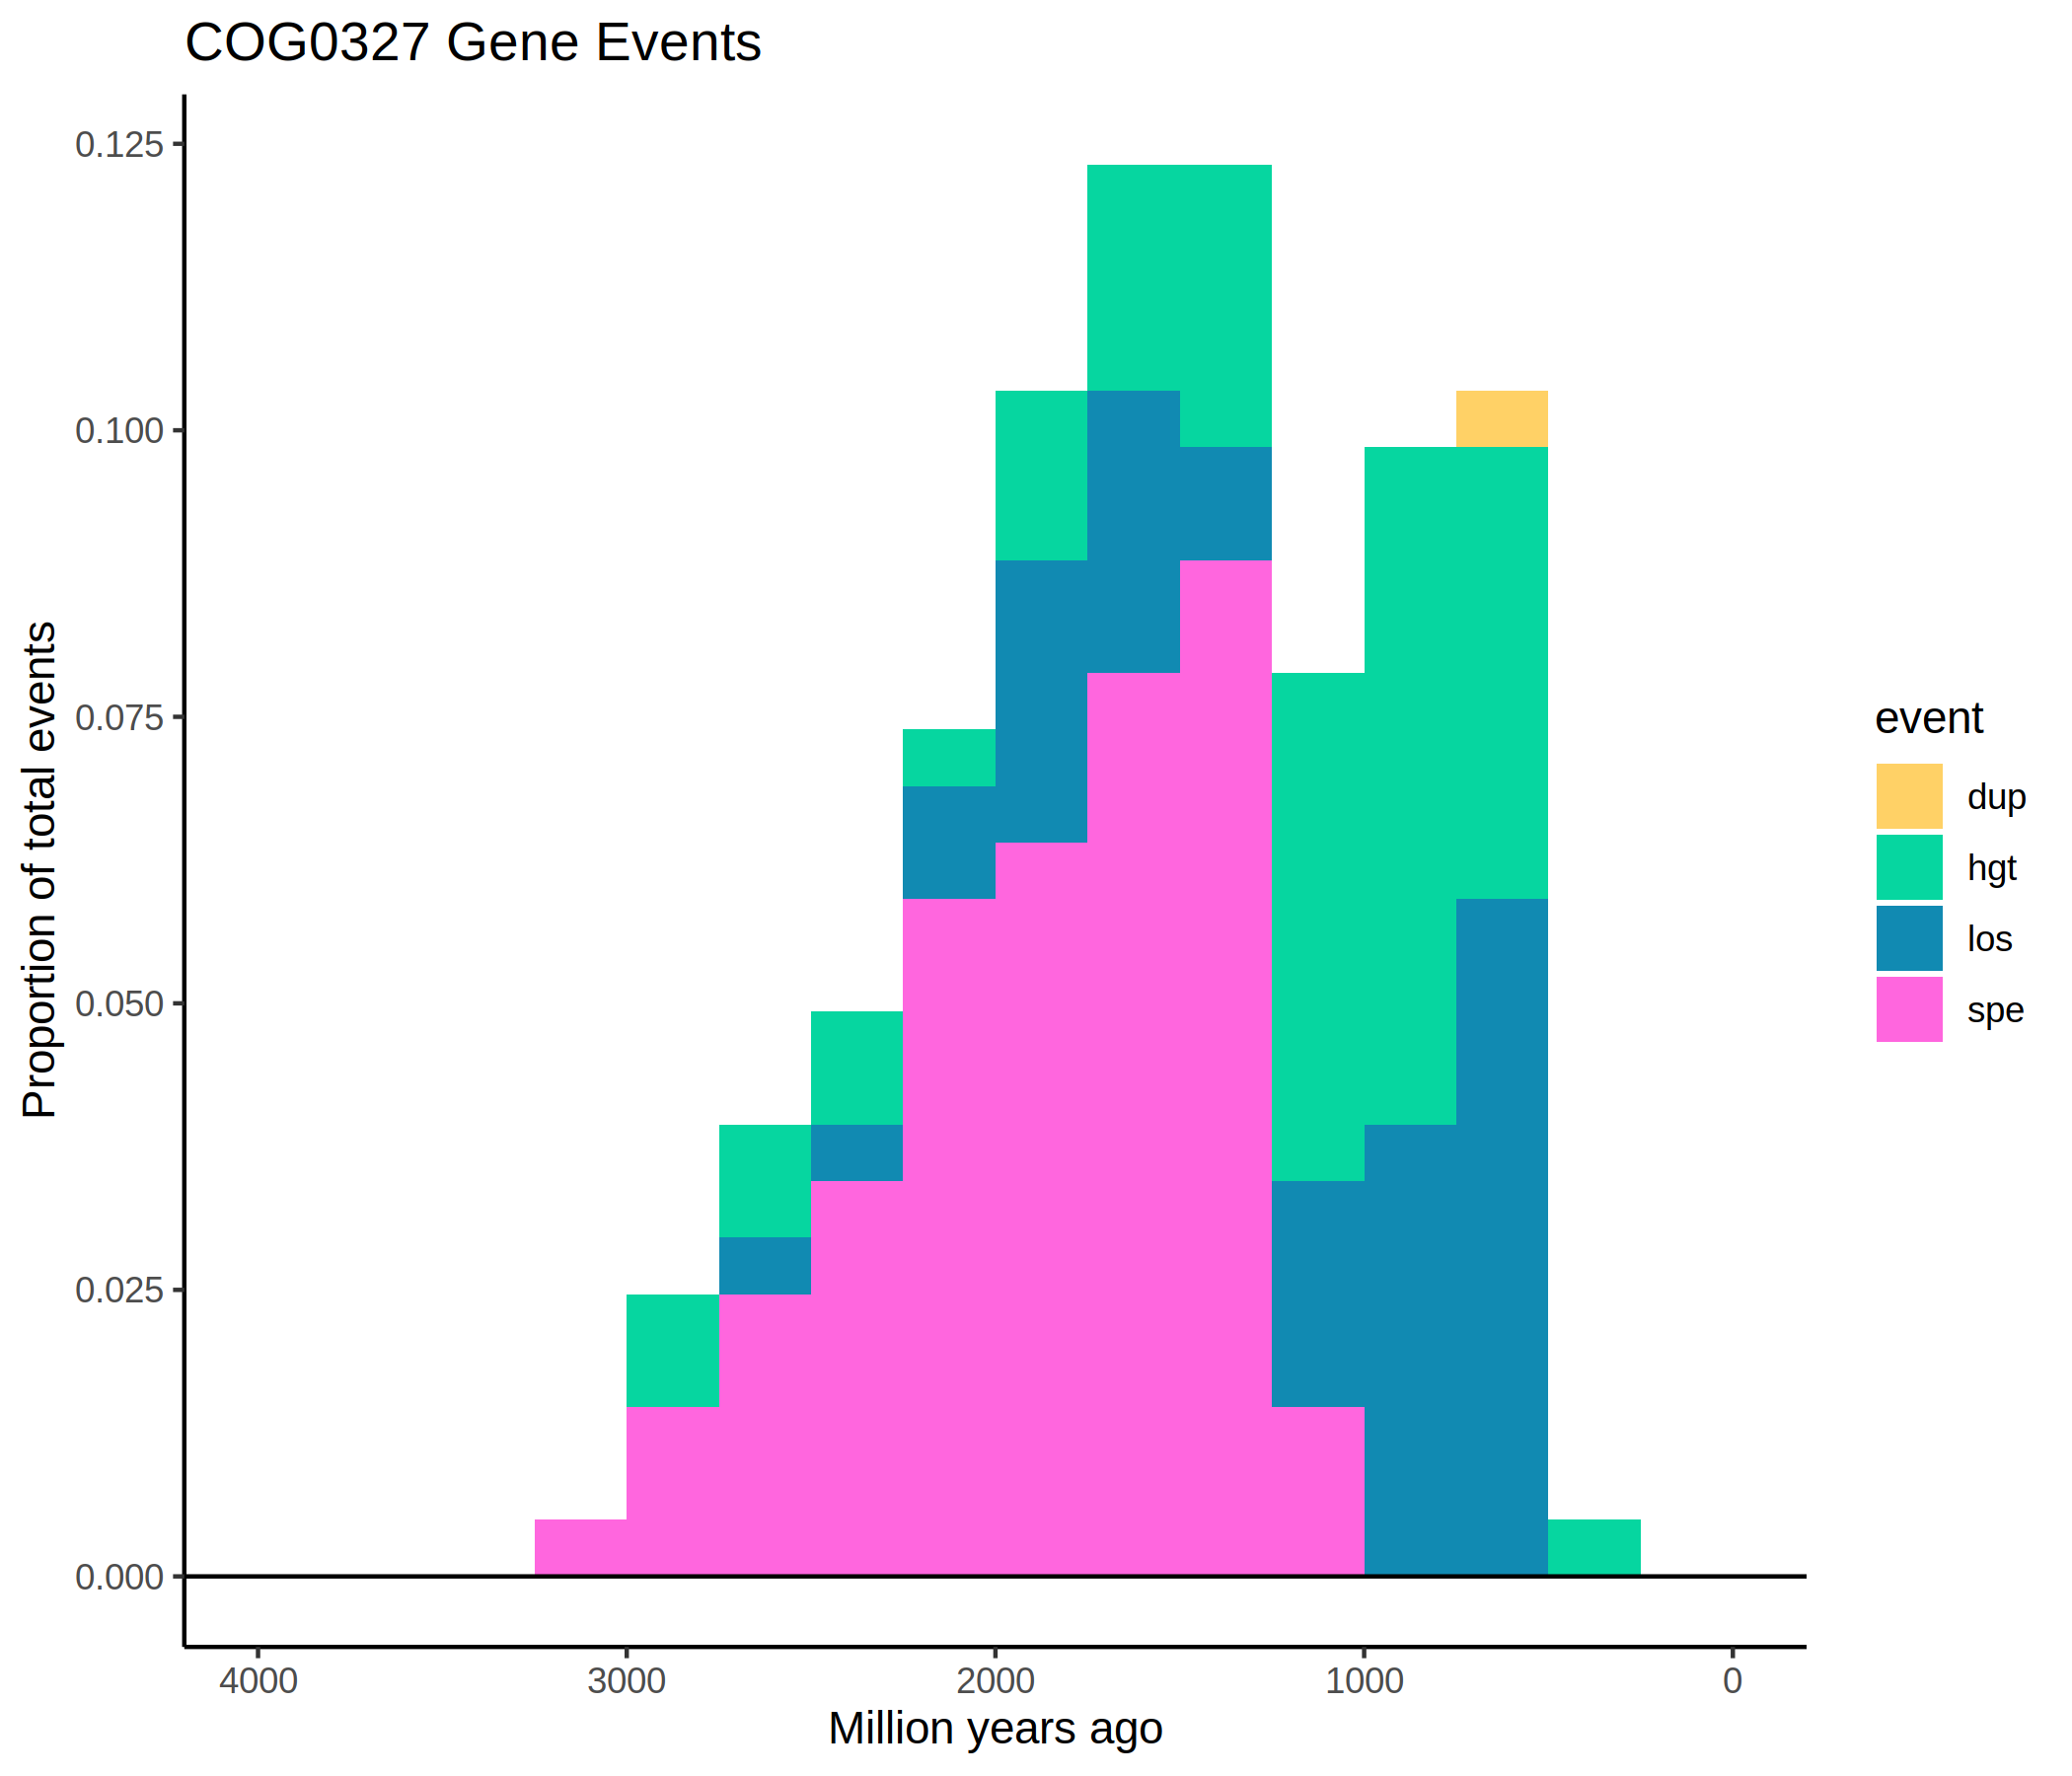 COG0327 Gene Events
Proportion of total events
0.125
0.100
0.075
0.050
0.025
0.000
4000 3000 2000 1000 0
Million years ago
event
dup
hgt
los
spe